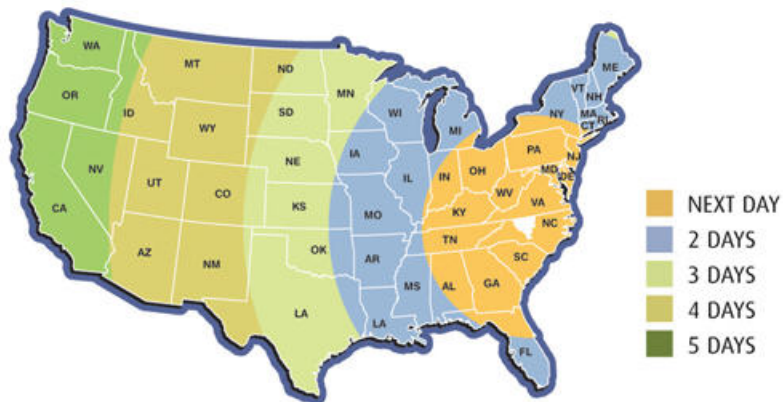 WA
MT
ND
MN
ME
VT
NH
OR
ID
SD
WI
NY
MA
CT
RI
WY
MI
IA
PA
NJ
NE
OH
IN
IL
MD
DE
NV
UT
CO
WV
VA
CA
KS
MO
KY
NC
TN
OK
AZ
NM
AR
SC
MS
AL
GA
LA
LA
FL
NEXT DAY
2 DAYS
3 DAYS
4 DAYS
5 DAYS